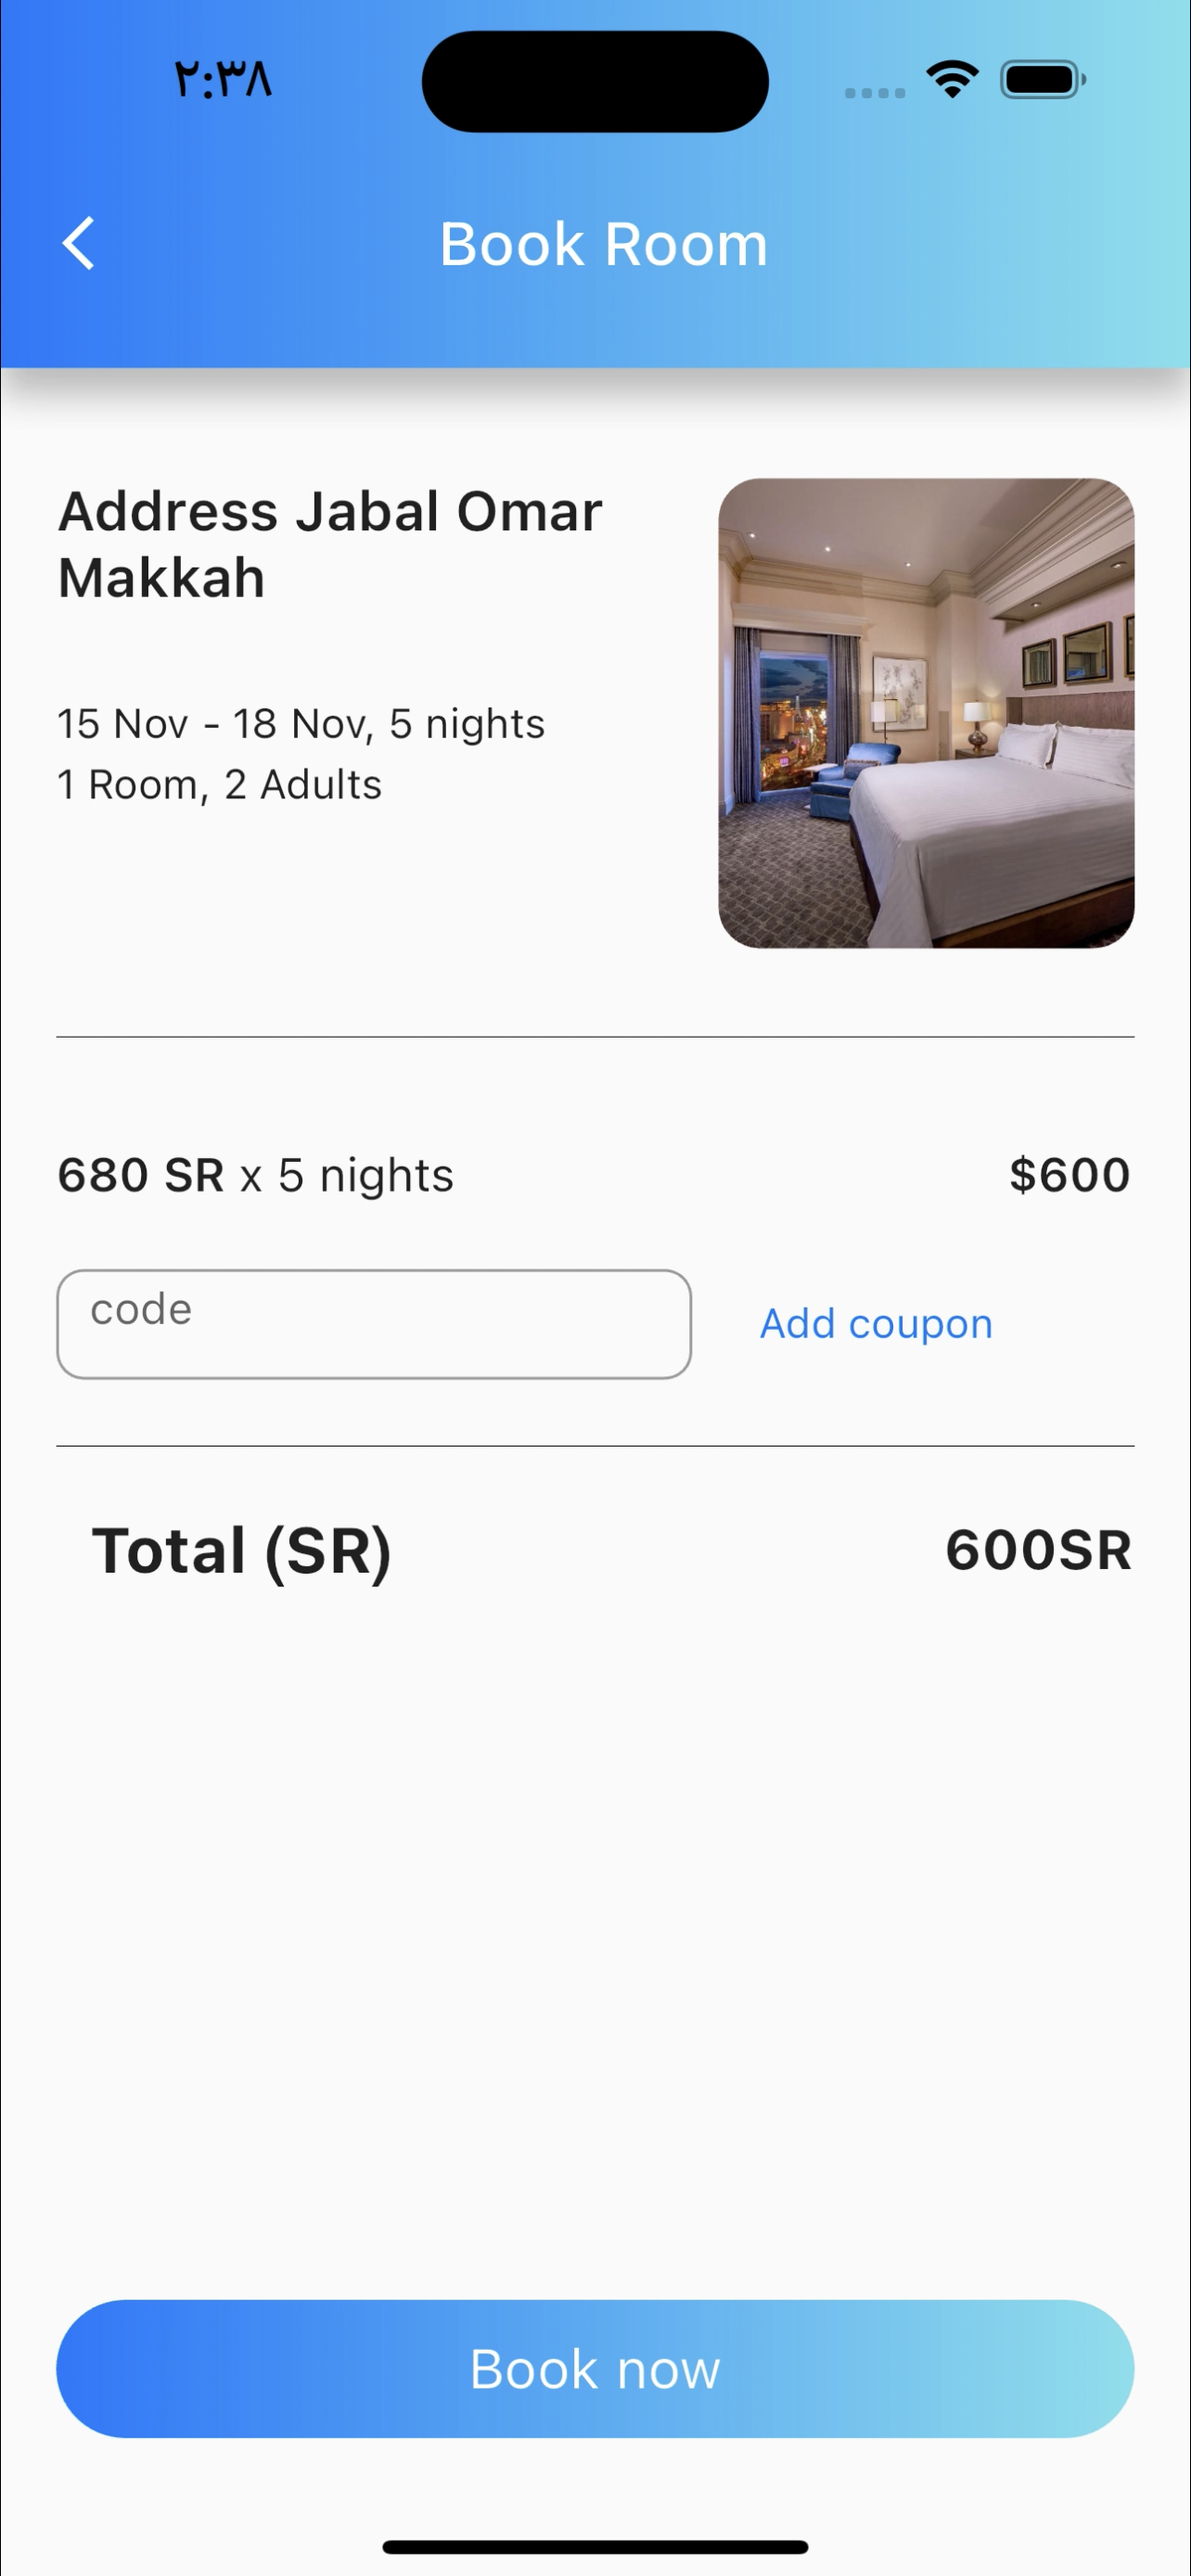 ٢:٣٨
Book Room
Address Jabal Omar
Makkah
15 Nov - 18 Nov, 5 nights
1 Room, 2 Adults
680 SR x 5 nights
$600
code
Add coupon
Total (SR)
600SR
Book now